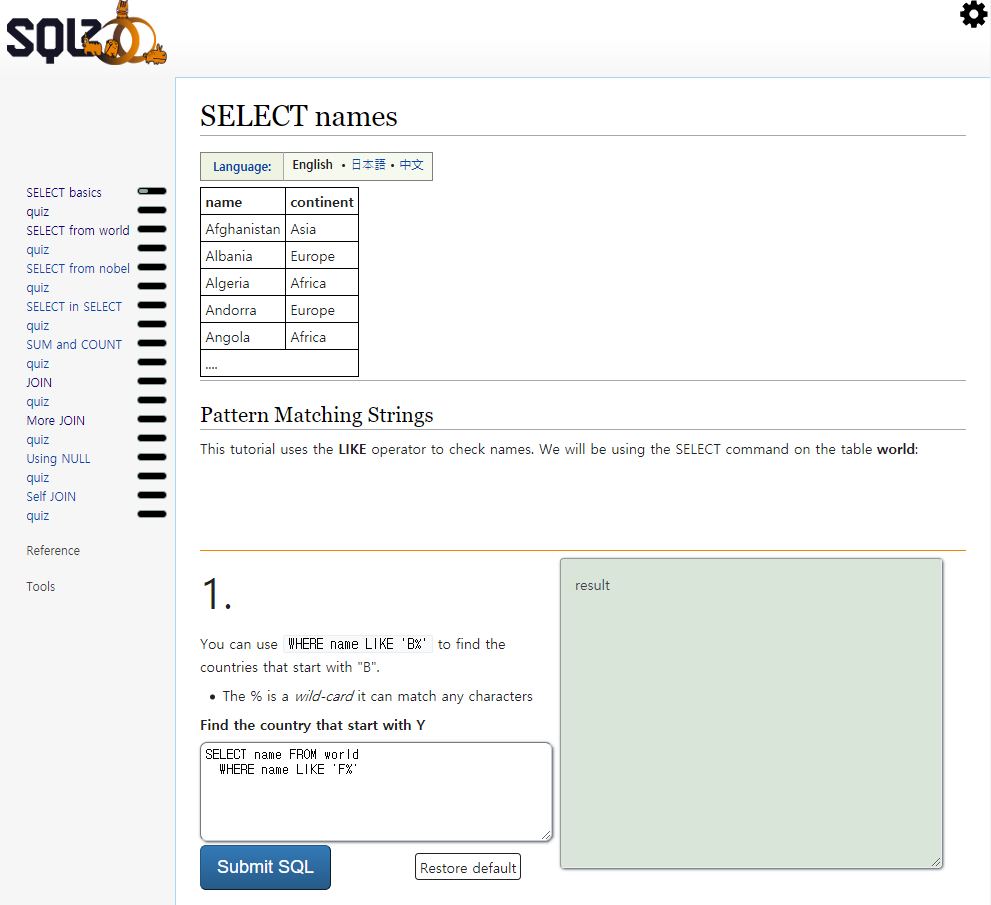 SQLZOO
SELECT names
Language: English • 日本語 • 中文
name continent
Afghanistan Asia
Albania Europe
Algeria Africa
Andorra Europe
Angola Africa
....
SELECT basics
quiz
SELECT from world
quiz
SELECT from nobel
quiz
SELECT in SELECT
quiz
SUM and COUNT
quiz
JOIN
quiz
More JOIN
quiz
Using NULL
quiz
Self JOIN
quiz
Reference
Tools
Pattern Matching Strings
This tutorial uses the LIKE operator to check names. We will be using the SELECT command on the table world:
1.
You can use WHERE name LIKE 'B%' to find the
countries that start with "B".
• The % is a wild-card it can match any characters
Find the country that start with Y
SELECT name FROM world
WHERE name LIKE 'F%'
Submit SQL
Restore default
result